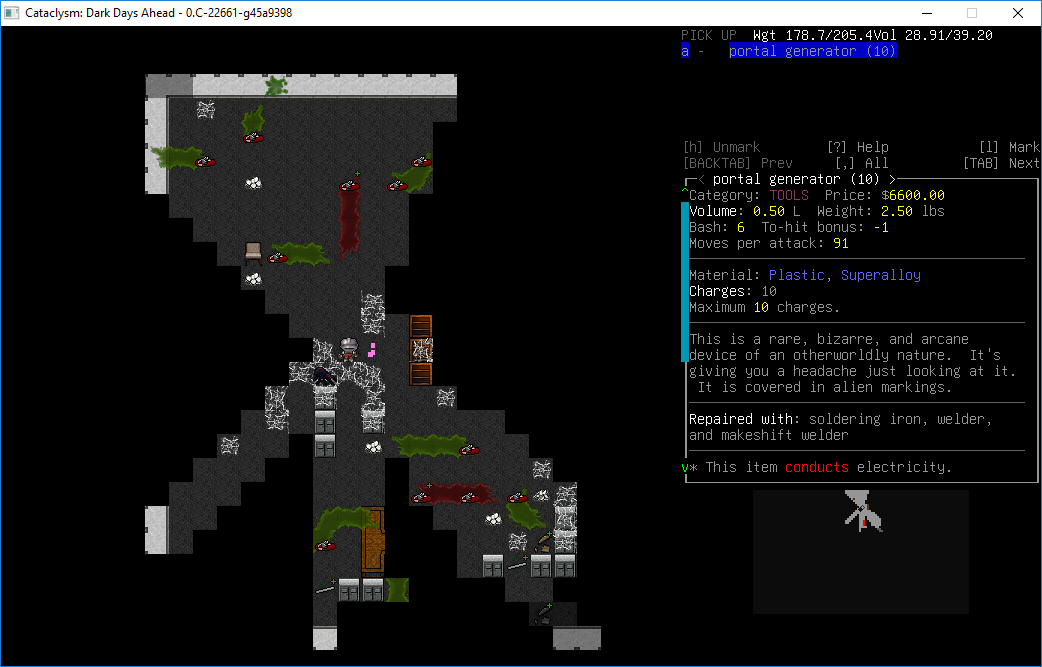 Cataclysm: Dark Days Ahead - 0.C-22661-g45a9398
PICK UP  Wgt 178.7/205.4Vol 28.91/39.20
a -   portal generator (10)
[h] Unmark   [?] Help   [l] Mark
[BACKTAB] Prev   [,] All   [TAB] Next
< portal generator (10) >
Category: TOOLS  Price: $6600.00
Volume: 0.50 L  Weight: 2.50 lbs
Bash: 6  To-hit bonus: -1
Moves per attack: 91
Material: Plastic, Superalloy
Charges: 10
Maximum 10 charges.
This is a rare, bizarre, and arcane
device of an otherworldly nature.  It's
giving you a headache just looking at it.
It is covered in alien markings.
Repaired with: soldering iron, welder,
and makeshift welder
* This item conducts electricity.